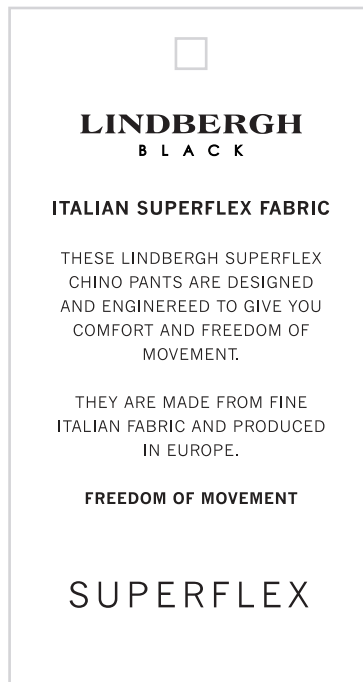 LINDBERGH
BLACK
ITALIAN SUPERFLEX FABRIC
THESE LINDBERGH SUPERFLEX
CHINO PANTS ARE DESIGNED
AND ENGINEREED TO GIVE YOU
COMFORT AND FREEDOM OF
MOVEMENT.
THEY ARE MADE FROM FINE
ITALIAN FABRIC AND PRODUCED
IN EUROPE.
FREEDOM OF MOVEMENT
SUPERFLEX